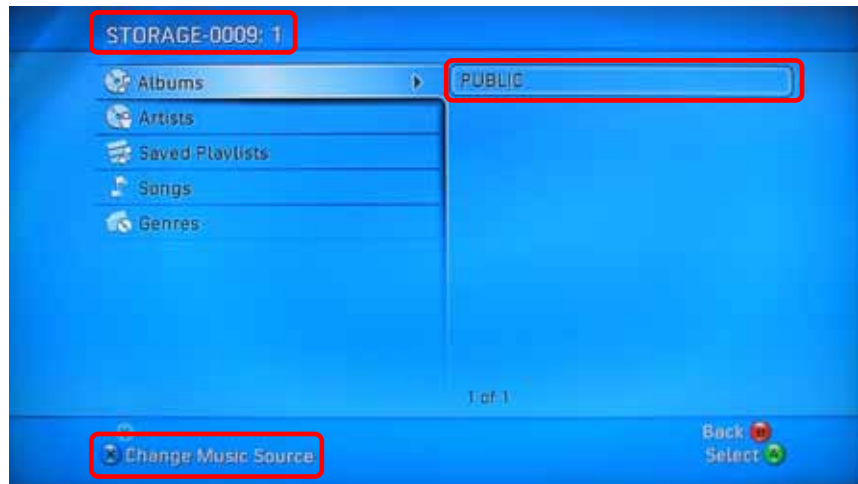 STORAGE-0009: 1
Albums
PUBLIC
Artists
Saved Playlists
Songs
Genres
1 of 1
Back B
X Change Music Source
Select A